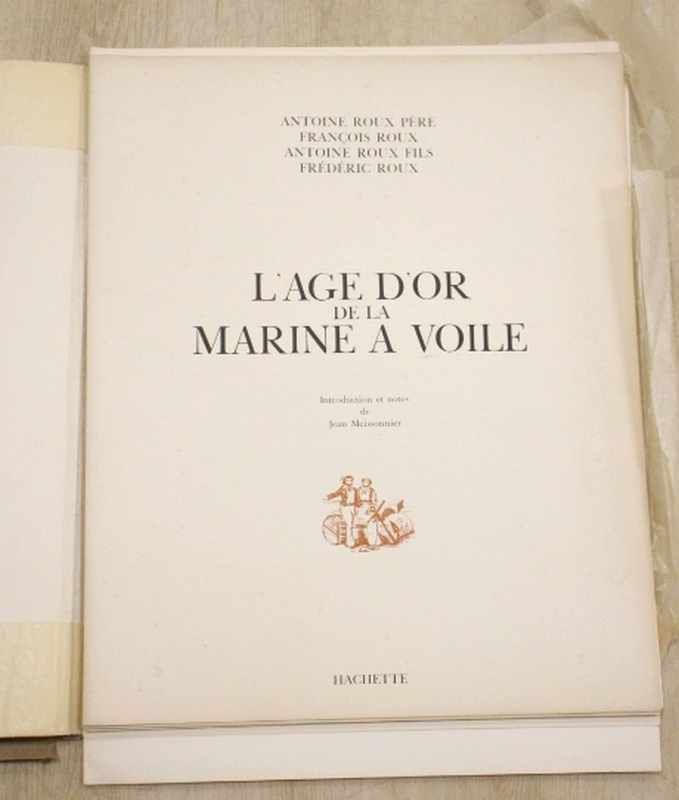 ANTOINE ROUX PÈRE
FRANÇOIS ROUX
ANTOINE ROUX FILS
FRÉDÉRIC ROUX
L'AGE D'OR
DE LA
MARINE A VOILE
Introduction et notes
de
Jean Meissonnier
HACHETTE